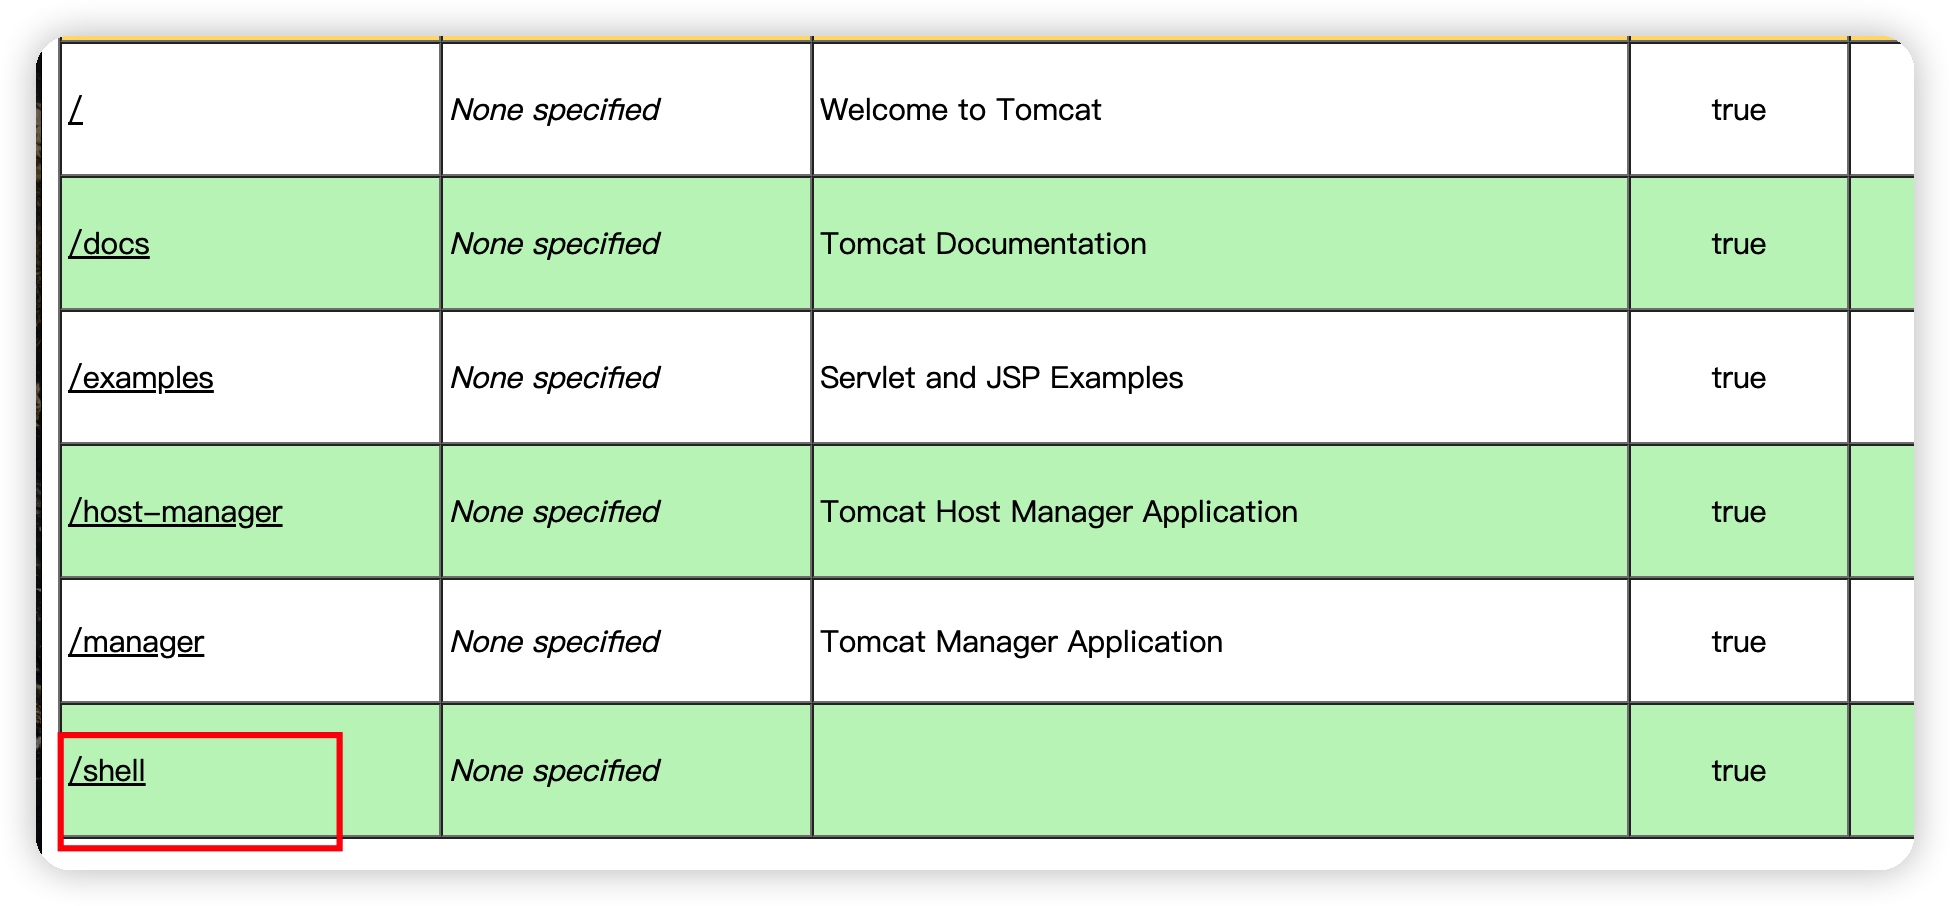 / None specified Welcome to Tomcat true
/docs None specified Tomcat Documentation true
/examples None specified Servlet and JSP Examples true
/host-manager None specified Tomcat Host Manager Application true
/manager None specified Tomcat Manager Application true
/shell None specified true